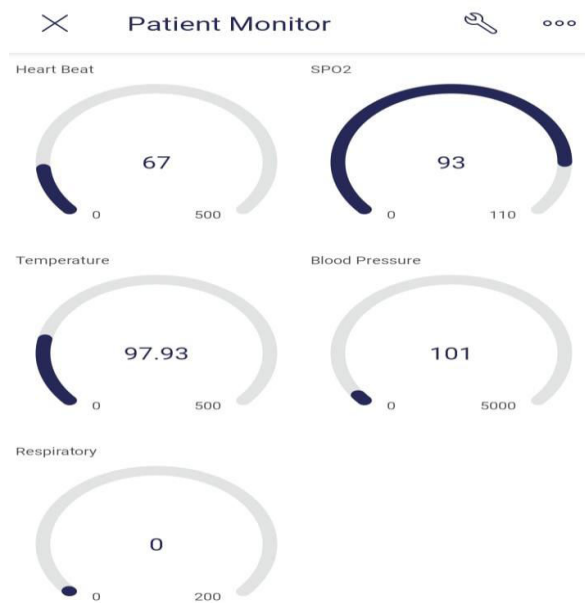 Patient Monitor
Heart Beat
67
0 500
SPO2
93
0 110
Temperature
97.93
0 500
Blood Pressure
101
0 5000
Respiratory
0
0 200